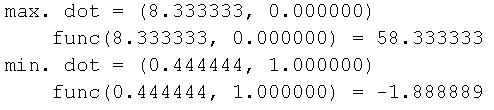 max. dot = (8.333333, 0.000000)
func(8.333333, 0.000000) = 58.333333
min. dot = (0.444444, 1.000000)
func(0.444444, 1.000000) = -1.888889